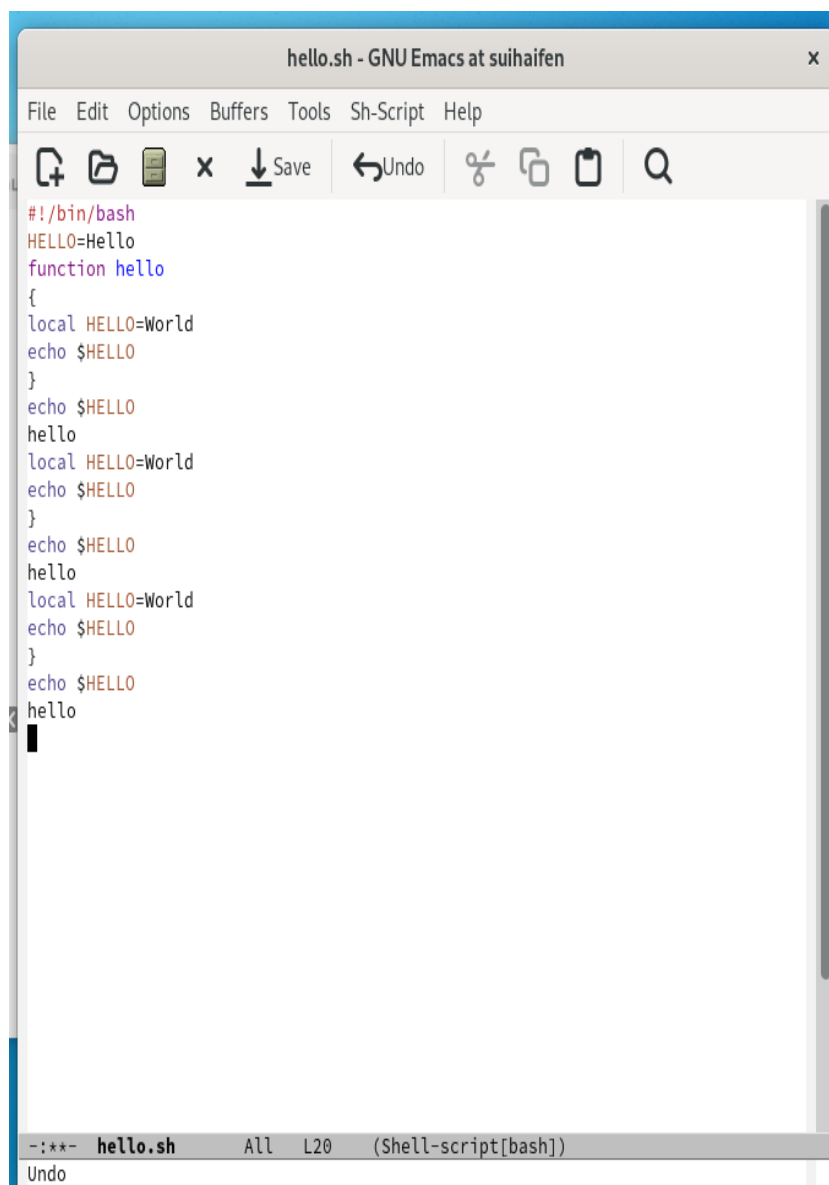 hello.sh - GNU Emacs at suihaifen x
File Edit Options Buffers Tools Sh-Script Help
Save Undo
#!/bin/bash
HELLO=Hello
function hello
{
local HELLO=World
echo $HELLO
}
echo $HELLO
hello
local HELLO=World
echo $HELLO
}
echo $HELLO
hello
local HELLO=World
echo $HELLO
}
echo $HELLO
hello
-:**- hello.sh All L20 (Shell-script[bash])
Undo